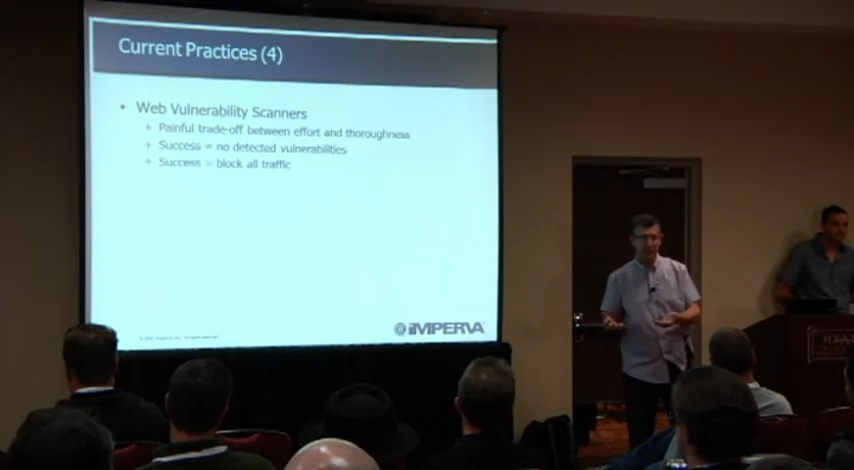 Current Practices (4)
▪ Web Vulnerability Scanners
+ Painful trade-off between effort and thoroughness
+ Success = no detected vulnerabilities
+ Success = block all traffic
iMPERVA